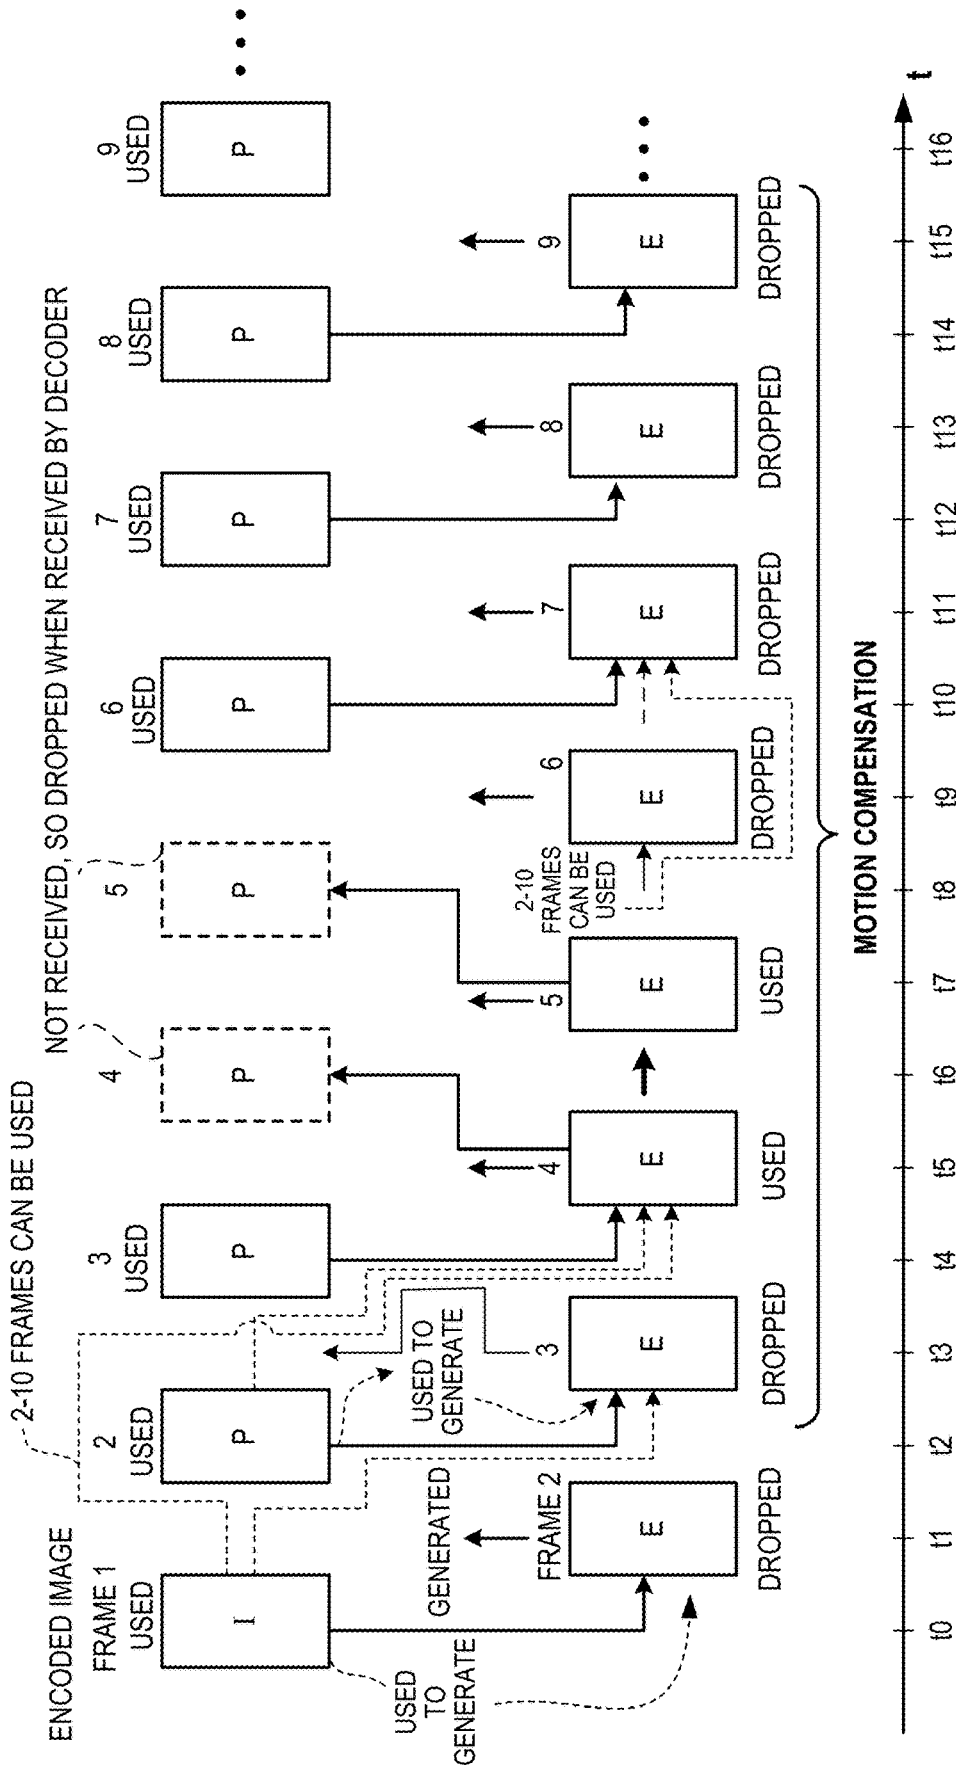 2-10 FRAMES CAN BE USED
NOT RECEIVED, SO DROPPED WHEN RECEIVED BY DECODER
ENCODED IMAGE
FRAME 1
USED
2
USED
3
USED
4
5
6
USED
7
USED
8
USED
9
USED
I
P
P
P
P
P
P
P
P
USED
TO
GENERATE
GENERATED
USED TO
GENERATE
FRAME 2
3
4
5
2-10
FRAMES
CAN BE
USED
6
7
8
9
E
E
E
E
E
E
E
E
DROPPED
DROPPED
USED
USED
DROPPED
DROPPED
DROPPED
DROPPED
MOTION COMPENSATION
t
t0
t1
t2
t3
t4
t5
t6
t7
t8
t9
t10
t11
t12
t13
t14
t15
t16